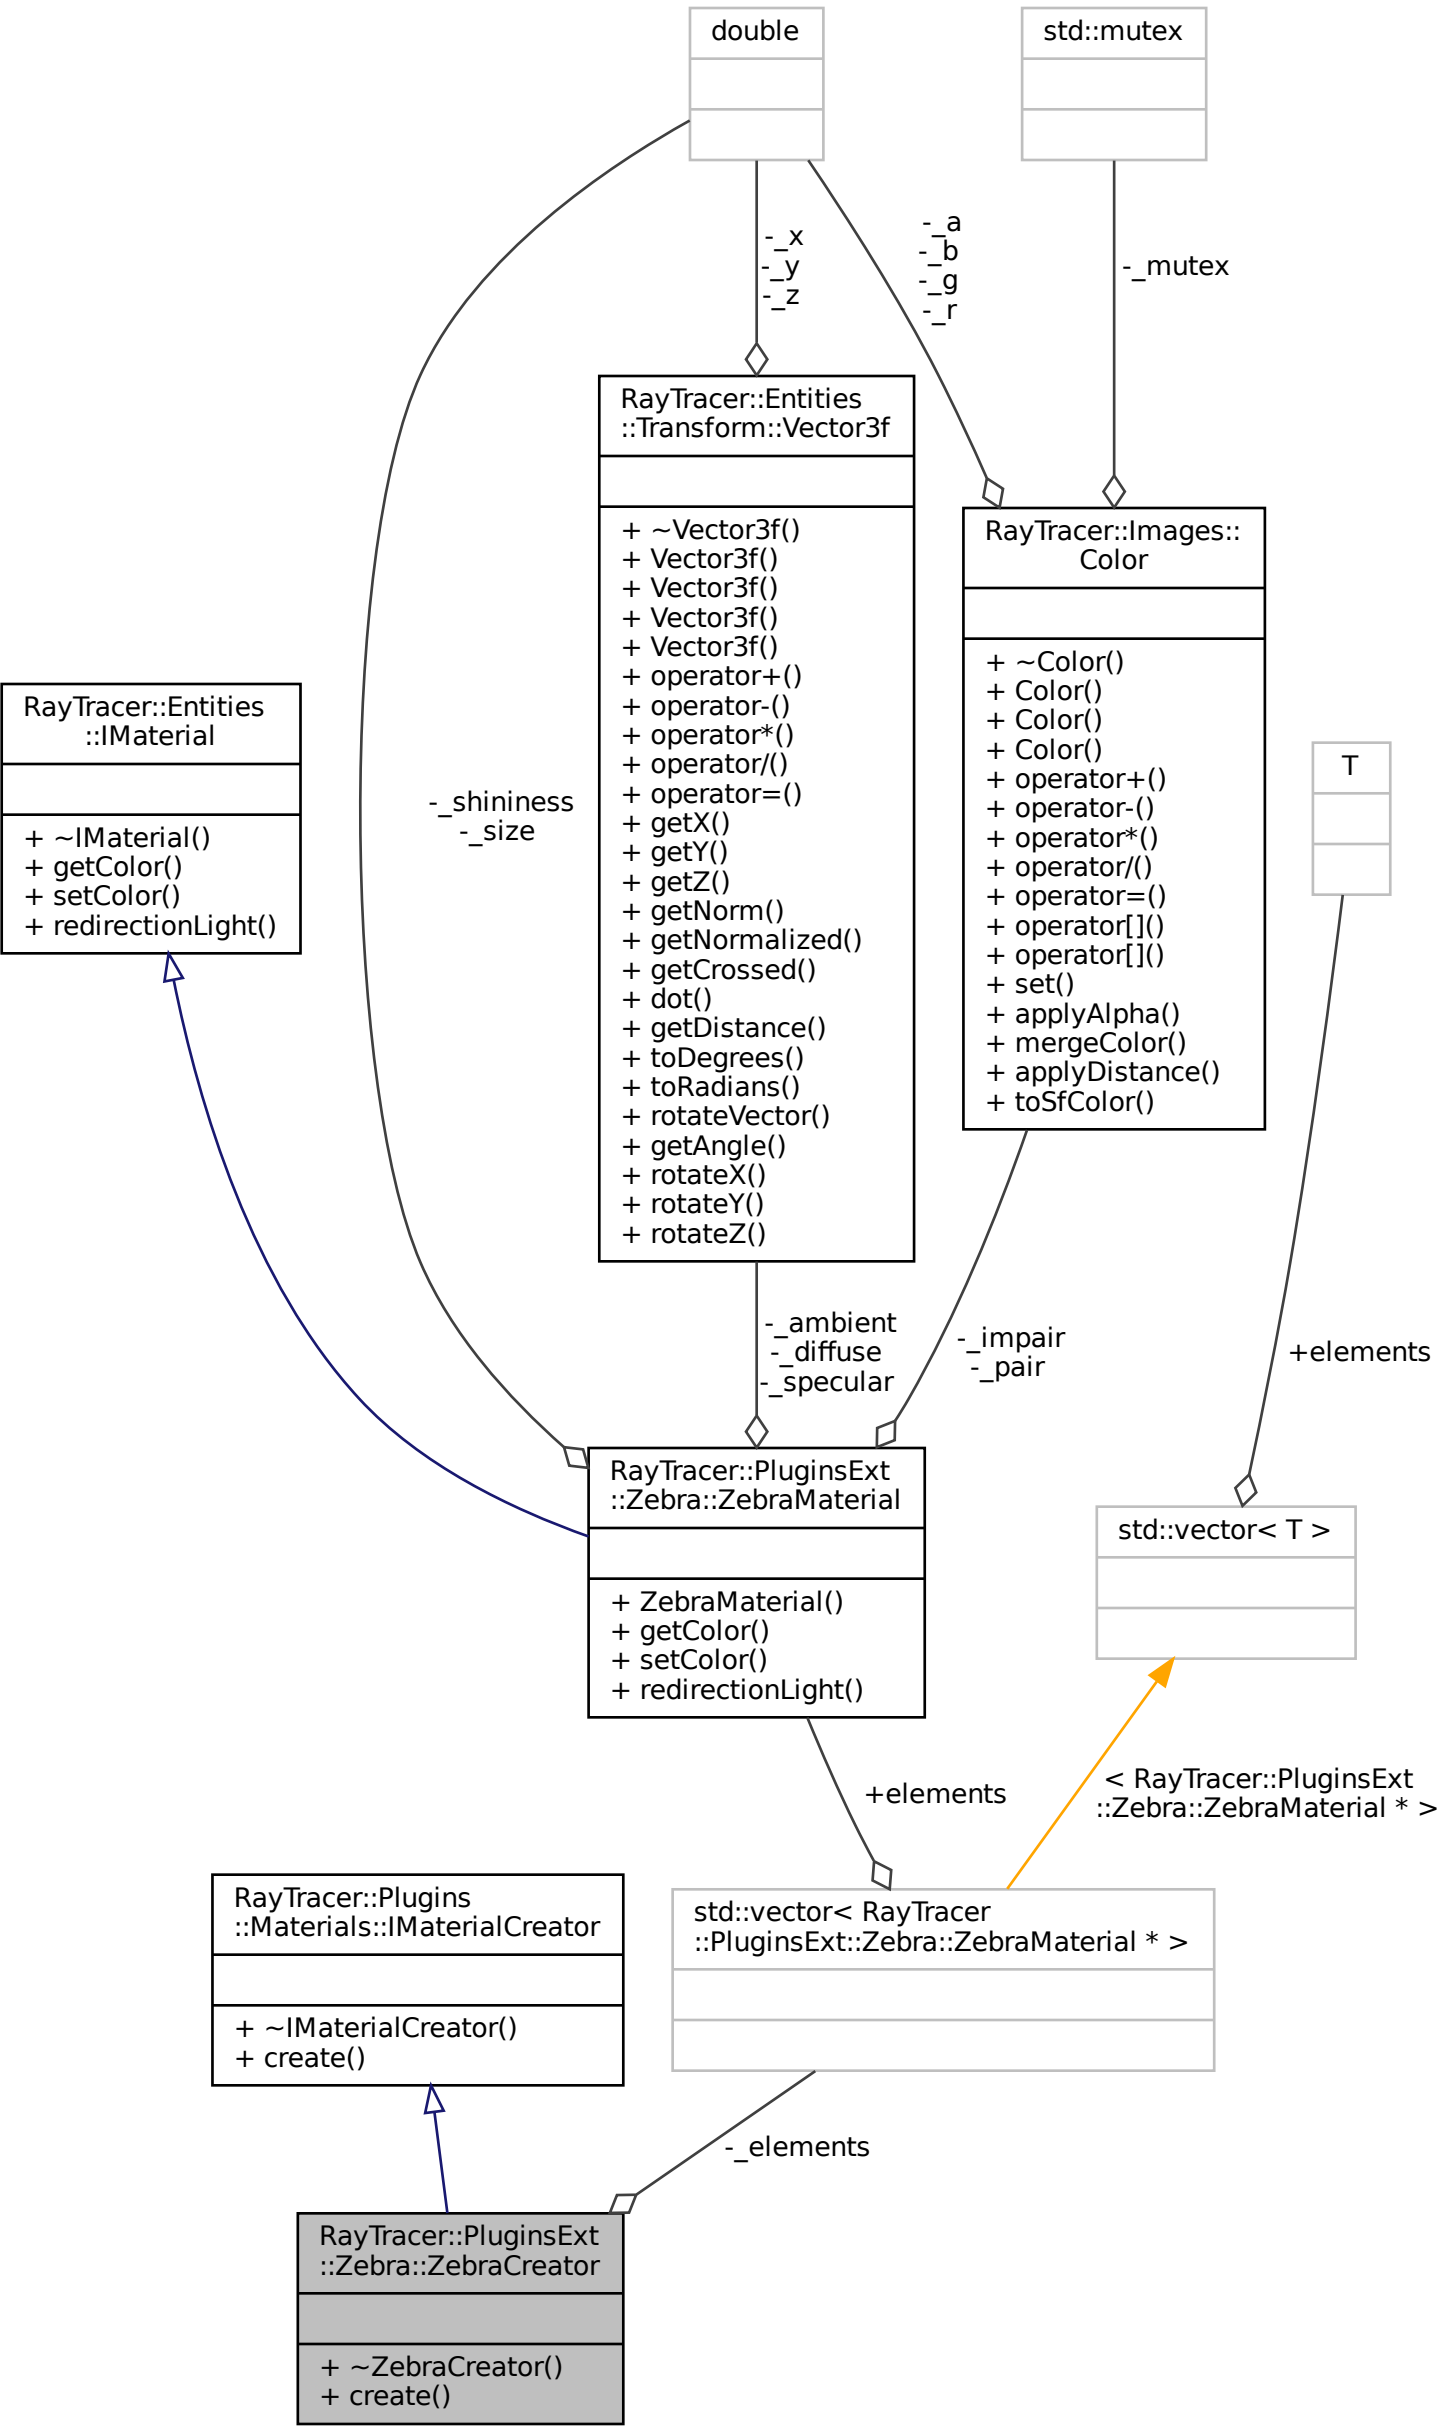 double
std::mutex
-_x
-_y
-_z
-_a
-_b
-_g
-_r
-_mutex
RayTracer::Entities
::Transform::Vector3f
+ ~Vector3f()
+ Vector3f()
+ Vector3f()
+ Vector3f()
+ Vector3f()
+ operator+()
+ operator-()
+ operator*()
+ operator/()
+ operator=()
+ getX()
+ getY()
+ getZ()
+ getNorm()
+ getNormalized()
+ getCrossed()
+ dot()
+ getDistance()
+ toDegrees()
+ toRadians()
+ rotateVector()
+ getAngle()
+ rotateX()
+ rotateY()
+ rotateZ()
RayTracer::Images::
Color
+ ~Color()
+ Color()
+ Color()
+ Color()
+ operator+()
+ operator-()
+ operator*()
+ operator/()
+ operator=()
+ operator[]()
+ operator[]()
+ set()
+ applyAlpha()
+ mergeColor()
+ applyDistance()
+ toSfColor()
RayTracer::Entities
::IMaterial
+ ~IMaterial()
+ getColor()
+ setColor()
+ redirectionLight()
-_shininess
-_size
T
-_ambient
-_diffuse
-_specular
-_impair
-_pair
+elements
RayTracer::PluginsExt
::Zebra::ZebraMaterial
+ ZebraMaterial()
+ getColor()
+ setColor()
+ redirectionLight()
std::vector< T >
+elements
< RayTracer::PluginsExt
::Zebra::ZebraMaterial * >
RayTracer::Plugins
::Materials::IMaterialCreator
+ ~IMaterialCreator()
+ create()
std::vector< RayTracer
::PluginsExt::Zebra::ZebraMaterial * >
-_elements
RayTracer::PluginsExt
::Zebra::ZebraCreator
+ ~ZebraCreator()
+ create()